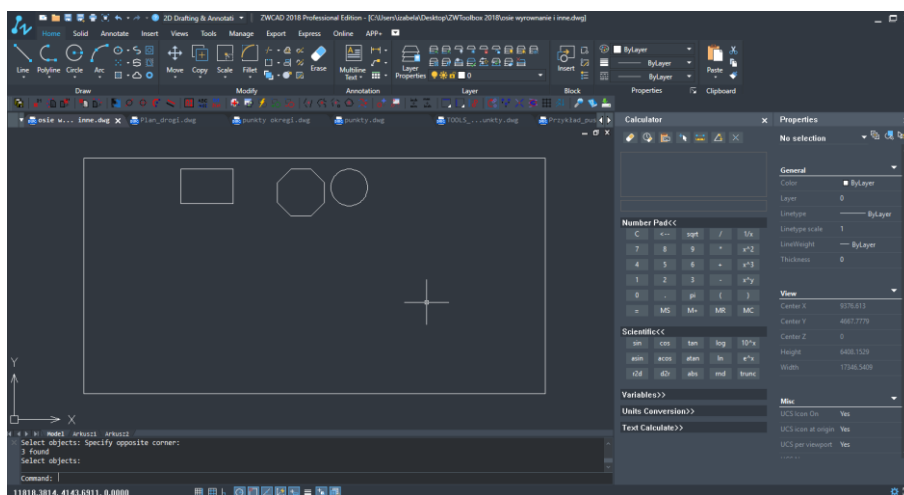 2D Drafting & Annotati ZWCAD 2018 Professional Edition - [C:\Users\izabela\Desktop\ZWToolbox 2018\osie wyrownanie i inne.dwg]
Home Solid Annotate Insert View Tools Manage Export Express Online APP+
Line Polyline Circle Arc Move Copy Scale Fillet Erase Multiline Text Layer Properties 0 Insert ByLayer ByLayer ByLayer Paste
Draw Modify Annotation Layer Block Properties Clipboard
osie w... inne.dwg Plan_drogi.dwg punkty okregi.dwg punkty.dwg TOOLS_...unkty.dwg Przykład_pus
Calculator
Number Pad<<
C <-- sqrt / 1/x
7 8 9 * x^2
4 5 6 + x^3
1 2 3 - x^y
0 . pi ( )
= MS M+ MR MC
Scientific<<
sin cos tan log 10^x
asin acos atan ln e^x
r2d d2r abs rnd trunc
Variables>>
Units Conversion>>
Text Calculate>>
Properties
No selection
General
Color ByLayer
Layer 0
Linetype ByLayer
Linetype scale 1
LineWeight ByLayer
Thickness 0
View
Center X 9376.613
Center Y 4667.7779
Center Z 0
Height 6408.1529
Width 17346.5409
Misc
UCS icon On Yes
UCS icon at origin Yes
UCS per viewport Yes
Y
X
Model Arkusz1 Arkusz2
Select objects: Specify opposite corner:
3 found
Select objects:
Command:
11818.3814, 4143.6911, 0.0000